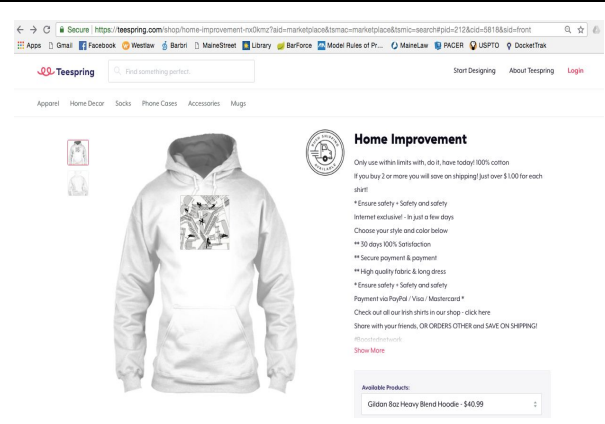 Secure | https://teespring.com/shop/home-improvement-nx0kmz?aid=marketplace&tsmac=marketplace&tsmic=search#pid=212&cid=5818&sid=front
Apps Gmail Facebook Westlaw Barbri MaineStreet Library BarForce Model Rules of Pr... MaineLaw PACER USPTO DocketTrak
Teespring Find something perfect. Start Designing About Teespring Login
Apparel Home Decor Socks Phone Cases Accessories Mugs
RUSH SHIPPING AVAILABLE
Home Improvement
Only use within limits with, do it, have today! 100% cotton
If you buy 2 or more you will save on shipping! Just over $1.00 for each
shirt!
* Ensure safety + Safety and safety
Internet exclusive! - In just a few days
Choose your style and color below
** 30 days 100% Satisfaction
** Secure payment & payment
** High quality fabric & long dress
* Ensure safety + Safety and safety
Payment via PayPal / Visa / Mastercard *
Check out all our Irish shirts in our shop - click here
Share with your friends, OR ORDERS OTHER and SAVE ON SHIPPING!
Show More
Available Products:
Gildan 8oz Heavy Blend Hoodie - $40.99